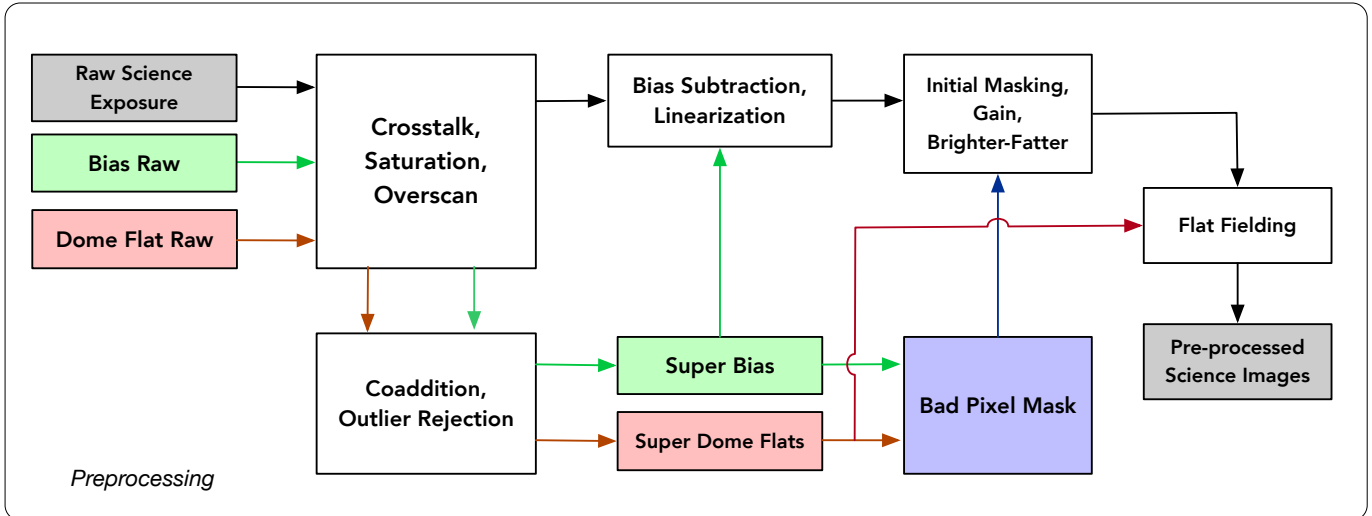 Raw Science
Exposure
Bias Raw
Dome Flat Raw
Crosstalk,
Saturation,
Overscan
Bias Subtraction,
Linearization
Initial Masking,
Gain,
Brighter-Fatter
Flat Fielding
Coaddition,
Outlier Rejection
Super Bias
Super Dome Flats
Bad Pixel Mask
Pre-processed
Science Images
Preprocessing